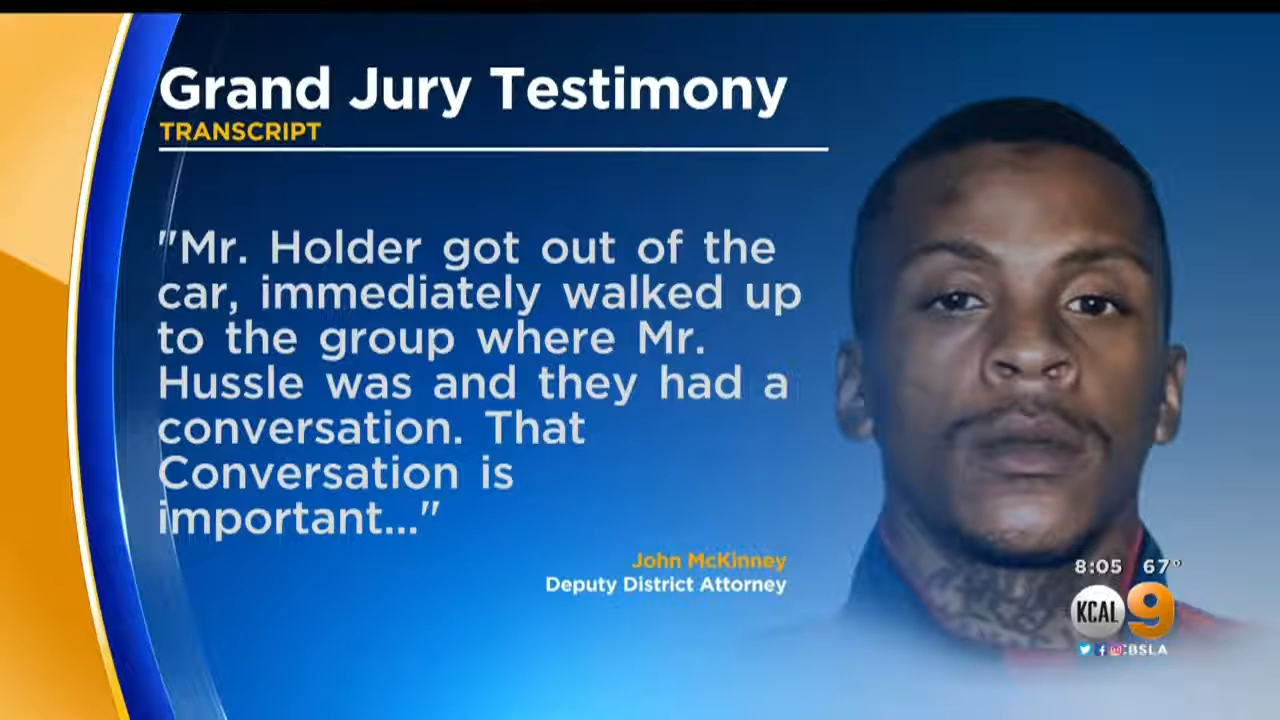 Grand Jury Testimony
TRANSCRIPT
"Mr. Holder got out of the
car, immediately walked up
to the group where Mr.
Hussle was and they had a
conversation. That
Conversation is
important..."
John McKinney
Deputy District Attorney
8:05 67°
KCAL 9
CBSLA